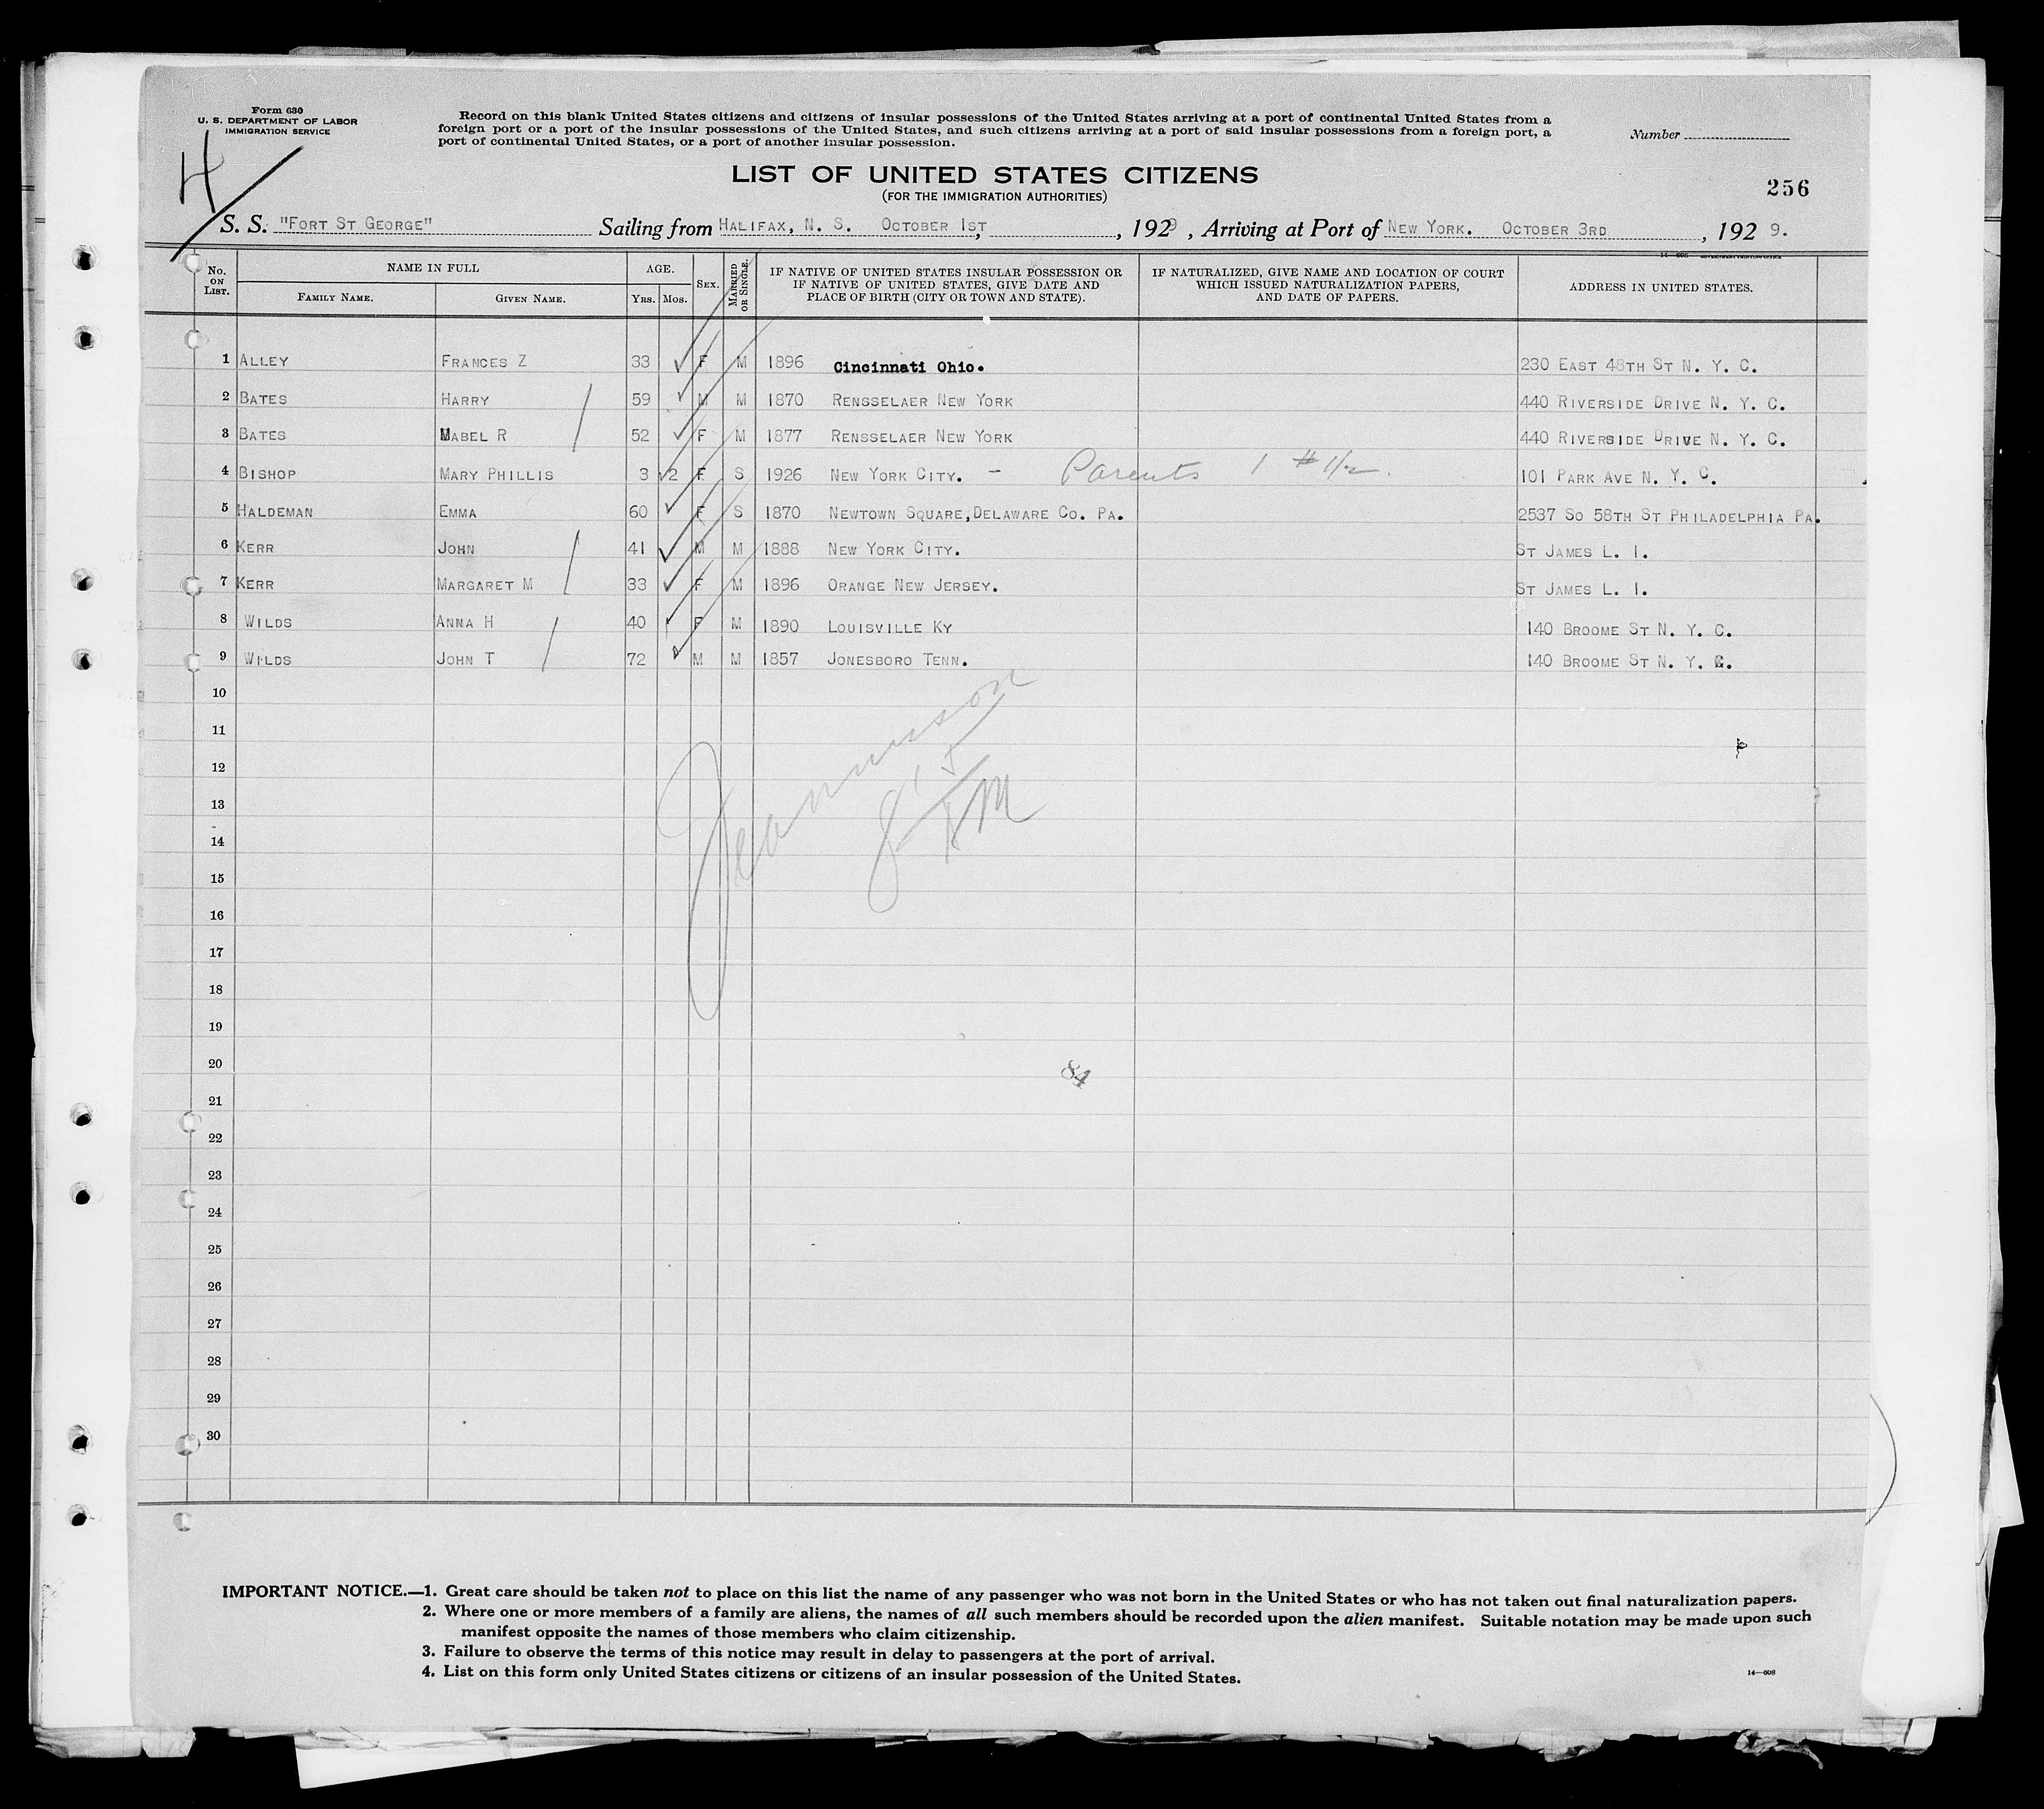 Form 630
U. S. DEPARTMENT OF LABOR
IMMIGRATION SERVICE
4
Record on this blank United States citizens and citizens of insular possessions of the United States arriving at a port of continental United States from a
foreign port or a port of the insular possessions of the United States, and such citizens arriving at a port of said insular possessions from a foreign port, a
port of continental United States, or a port of another insular possession.
Number
LIST OF UNITED STATES CITIZENS
(FOR THE IMMIGRATION AUTHORITIES)
256
S. S. "FORT ST GEORGE" Sailing from HALIFAX, N. S. OCTOBER 1ST, , 1929 , Arriving at Port of NEW YORK. OCTOBER 3RD , 192 9.
No. ON LIST. NAME IN FULL FAMILY NAME. GIVEN NAME. AGE. YRS. MOS. SEX. MARRIED OR SINGLE. IF NATIVE OF UNITED STATES INSULAR POSSESSION OR IF NATIVE OF UNITED STATES, GIVE DATE AND PLACE OF BIRTH (CITY OR TOWN AND STATE). IF NATURALIZED, GIVE NAME AND LOCATION OF COURT WHICH ISSUED NATURALIZATION PAPERS, AND DATE OF PAPERS. ADDRESS IN UNITED STATES.
1 ALLEY FRANCES Z 33 F M 1896 Cincinnati Ohio. 230 EAST 48TH ST N. Y. C.
2 BATES HARRY 59 M M 1870 RENSSELAER NEW YORK 440 RIVERSIDE DRIVE N. Y. C.
3 BATES MABEL R 52 F M 1877 RENSSELAER NEW YORK 440 RIVERSIDE DRIVE N. Y. C.
4 BISHOP MARY PHILLIS 3 2 F S 1926 NEW YORK CITY. - Parents 1 # 1/2. 101 PARK AVE N. Y. C.
5 HALDEMAN EMMA 60 F S 1870 NEWTOWN SQUARE, DELAWARE CO. PA. 2537 SO 58TH ST PHILADELPHIA PA.
6 KERR JOHN 41 M M 1888 NEW YORK CITY. ST JAMES L. I.
7 KERR MARGARET M 33 F M 1896 ORANGE NEW JERSEY. ST JAMES L. I.
8 WILDS ANNA H 40 F M 1890 LOUISVILLE KY 140 BROOME ST N. Y. C.
9 WILDS JOHN T 72 M M 1857 JONESBORO TENN. 140 BROOME ST N. Y. C.
10
11
12
13
14
15
16
17
18
19
20
84
21
22
23
24
25
26
27
28
29
30
IMPORTANT NOTICE.—1. Great care should be taken not to place on this list the name of any passenger who was not born in the United States or who has not taken out final naturalization papers.
2. Where one or more members of a family are aliens, the names of all such members should be recorded upon the alien manifest. Suitable notation may be made upon such
manifest opposite the names of those members who claim citizenship.
3. Failure to observe the terms of this notice may result in delay to passengers at the port of arrival.
4. List on this form only United States citizens or citizens of an insular possession of the United States.
14—608